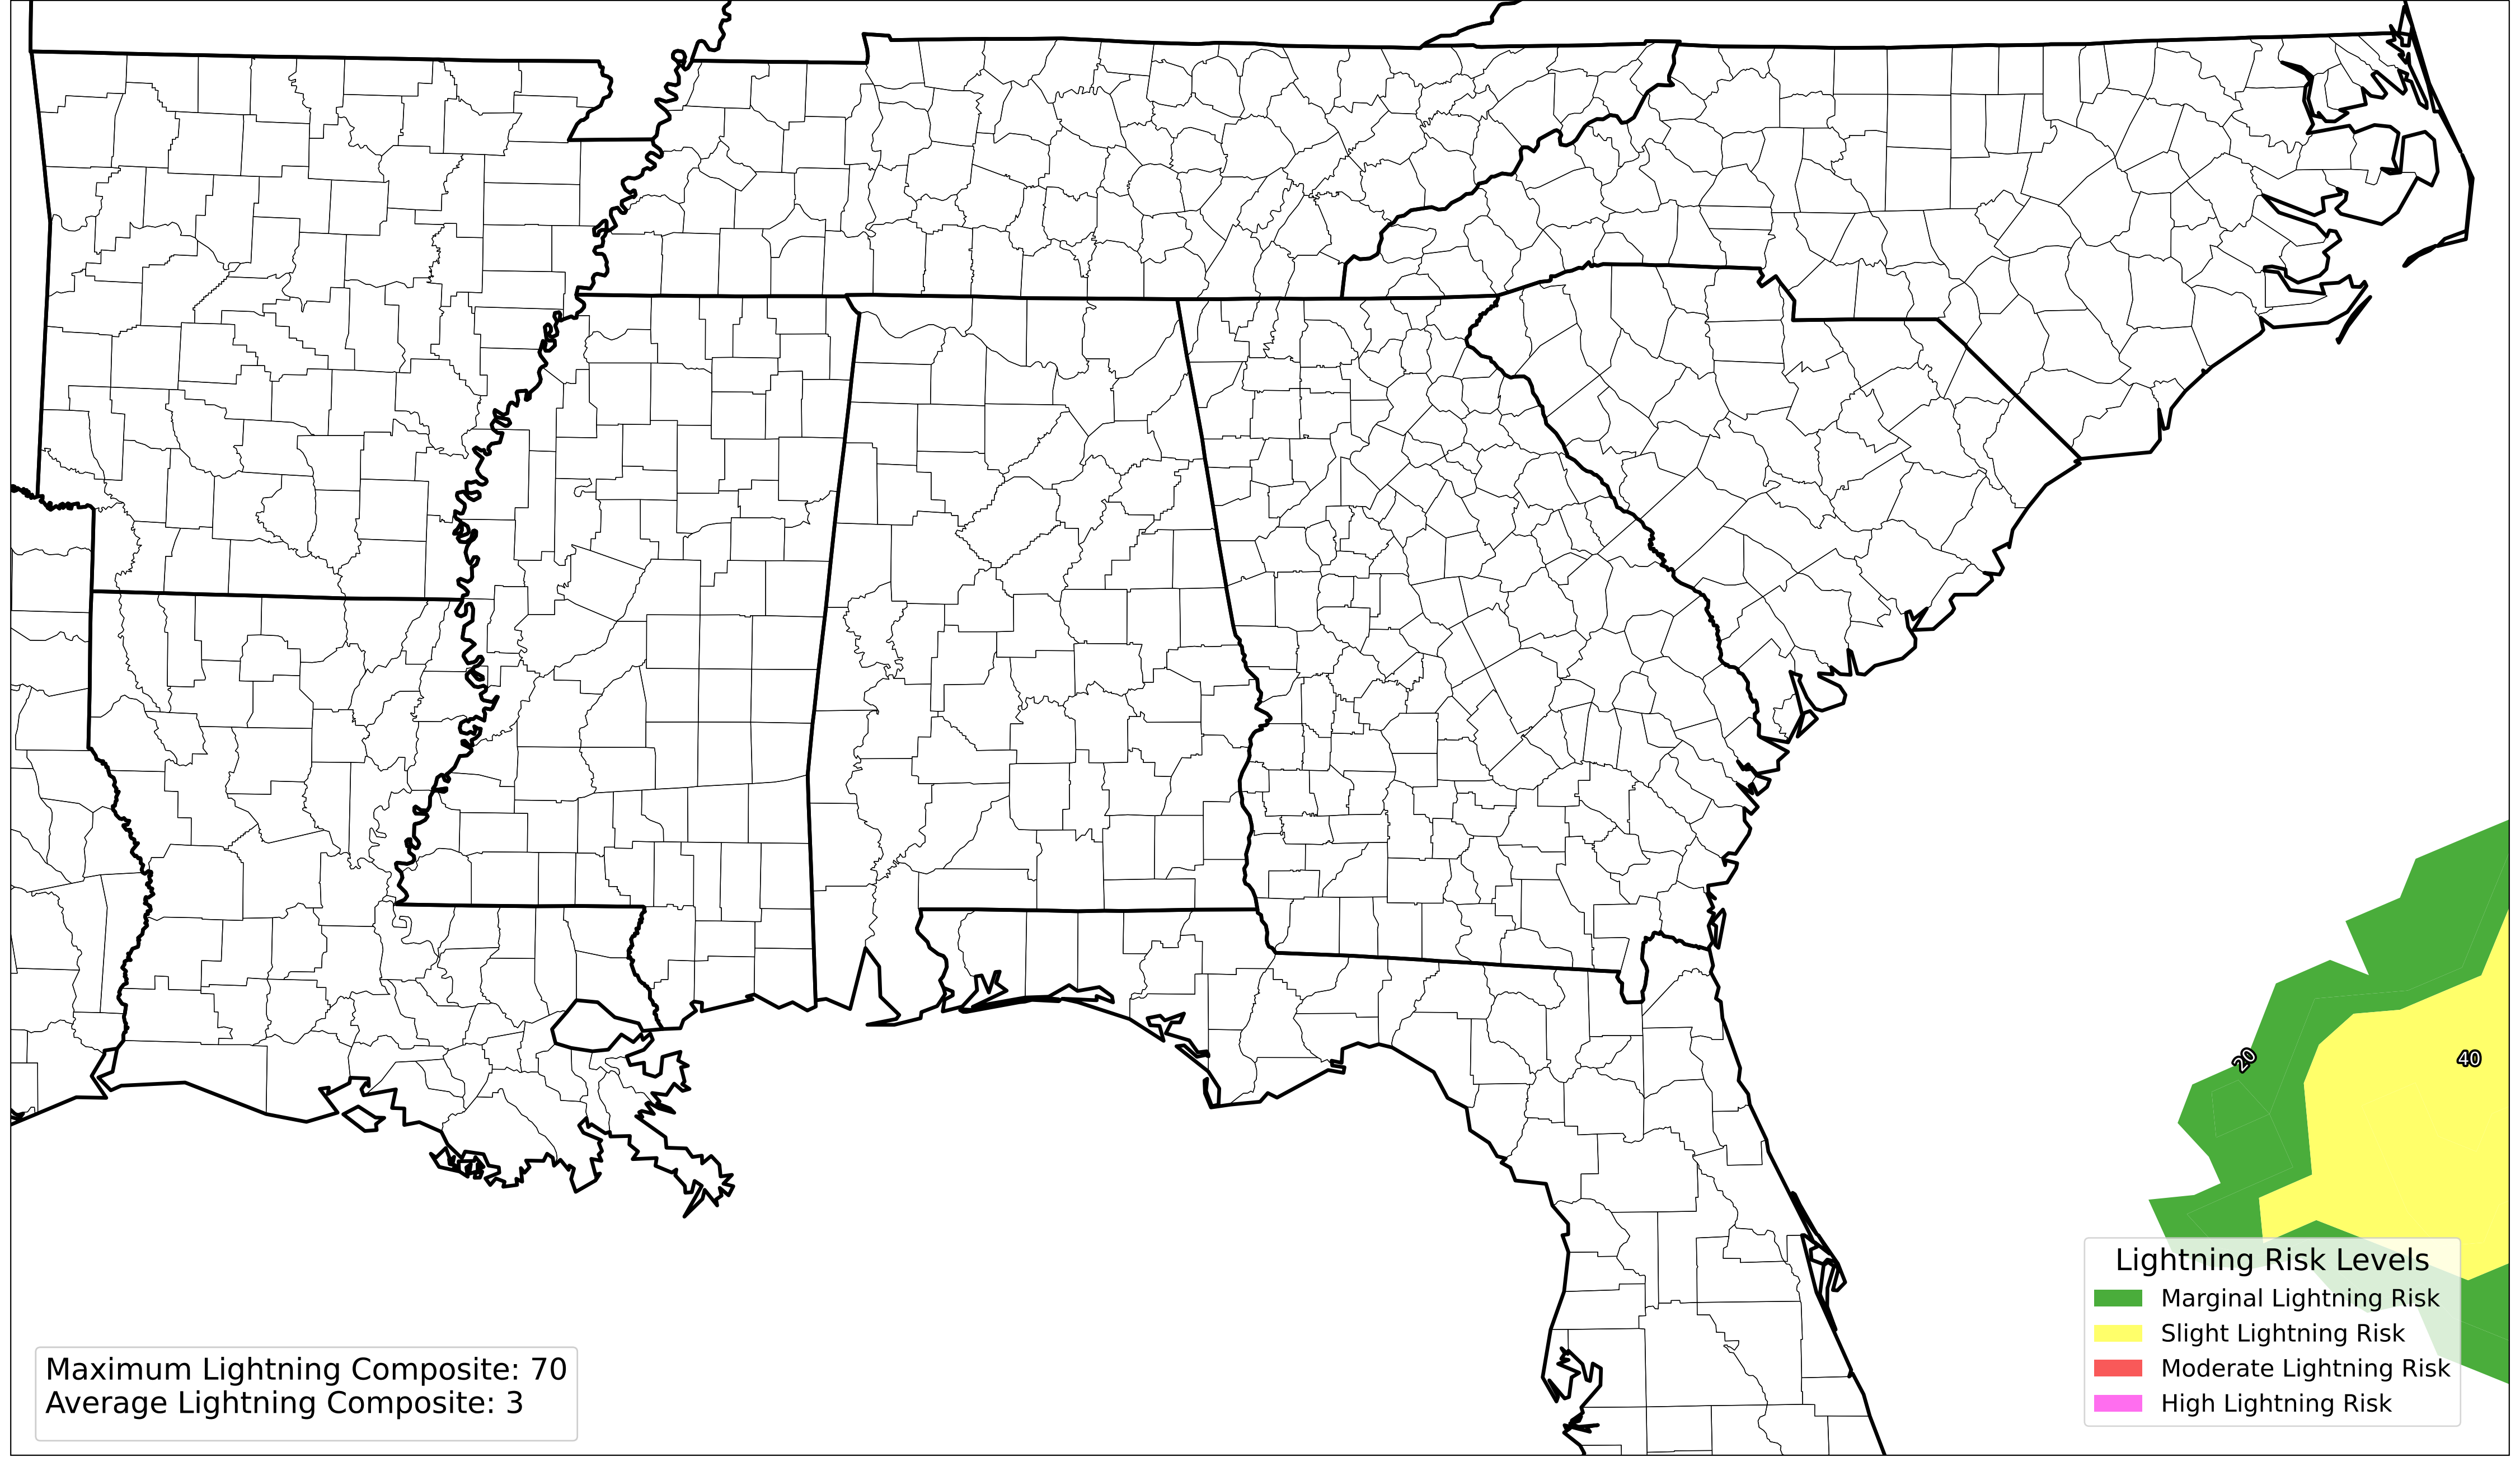 20
40
Lightning Risk Levels
Marginal Lightning Risk
Slight Lightning Risk
Moderate Lightning Risk
High Lightning Risk
Maximum Lightning Composite: 70
Average Lightning Composite: 3